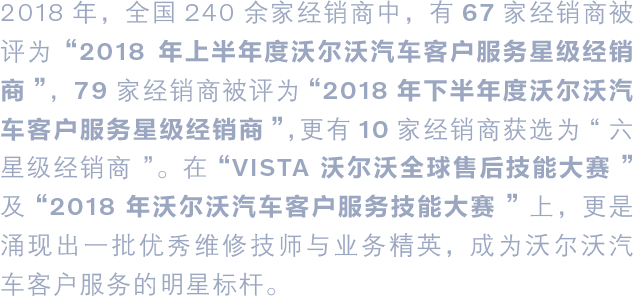 2018 年，全国 240 余家经销商中，有 67 家经销商被
评为 “2018 年上半年度沃尔沃汽车客户服务星级经销
商 ”，79 家经销商被评为 “2018 年下半年度沃尔沃汽
车客户服务星级经销商 ”，更有 10 家经销商获选为 “ 六
星级经销商 ”。在 “VISTA 沃尔沃全球售后技能大赛 ”
及 “2018 年沃尔沃汽车客户服务技能大赛 ” 上，更是
涌现出一批优秀维修技师与业务精英，成为沃尔沃汽
车客户服务的明星标杆。